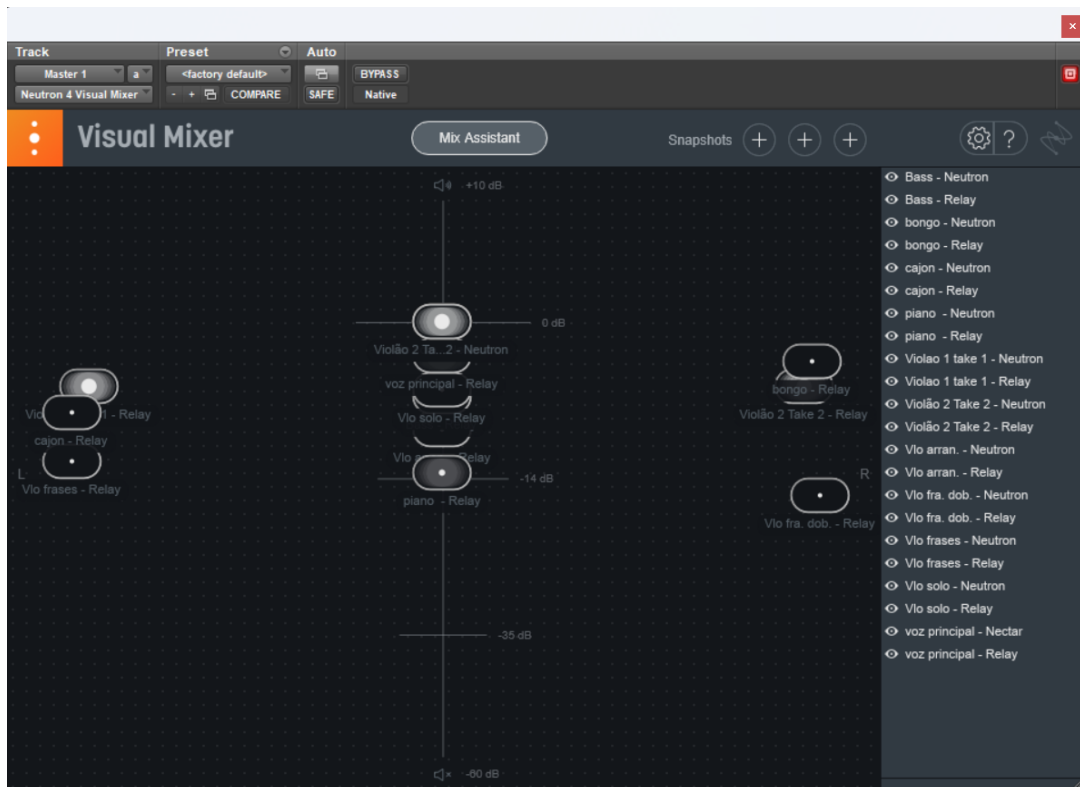 Track Preset Auto
Master 1 a <factory default> BYPASS
Neutron 4 Visual Mixer - + COMPARE SAFE Native
Visual Mixer Mix Assistant Snapshots + + + ?
+10 dB
0 dB
Violão 2 Ta...2 - Neutron
voz principal - Relay
bongo - Relay
Vio 1 - Relay
Vlo solo - Relay
Violão 2 Take 2 - Relay
cajon - Relay
Vlo a elay
L
R
-14 dB
Vlo frases - Relay
piano - Relay
Vlo fra. dob. - Relay
-35 dB
-60 dB
Bass - Neutron
Bass - Relay
bongo - Neutron
bongo - Relay
cajon - Neutron
cajon - Relay
piano - Neutron
piano - Relay
Violao 1 take 1 - Neutron
Violao 1 take 1 - Relay
Violão 2 Take 2 - Neutron
Violão 2 Take 2 - Relay
Vlo arran. - Neutron
Vlo arran. - Relay
Vlo fra. dob. - Neutron
Vlo fra. dob. - Relay
Vlo frases - Neutron
Vlo frases - Relay
Vlo solo - Neutron
Vlo solo - Relay
voz principal - Nectar
voz principal - Relay